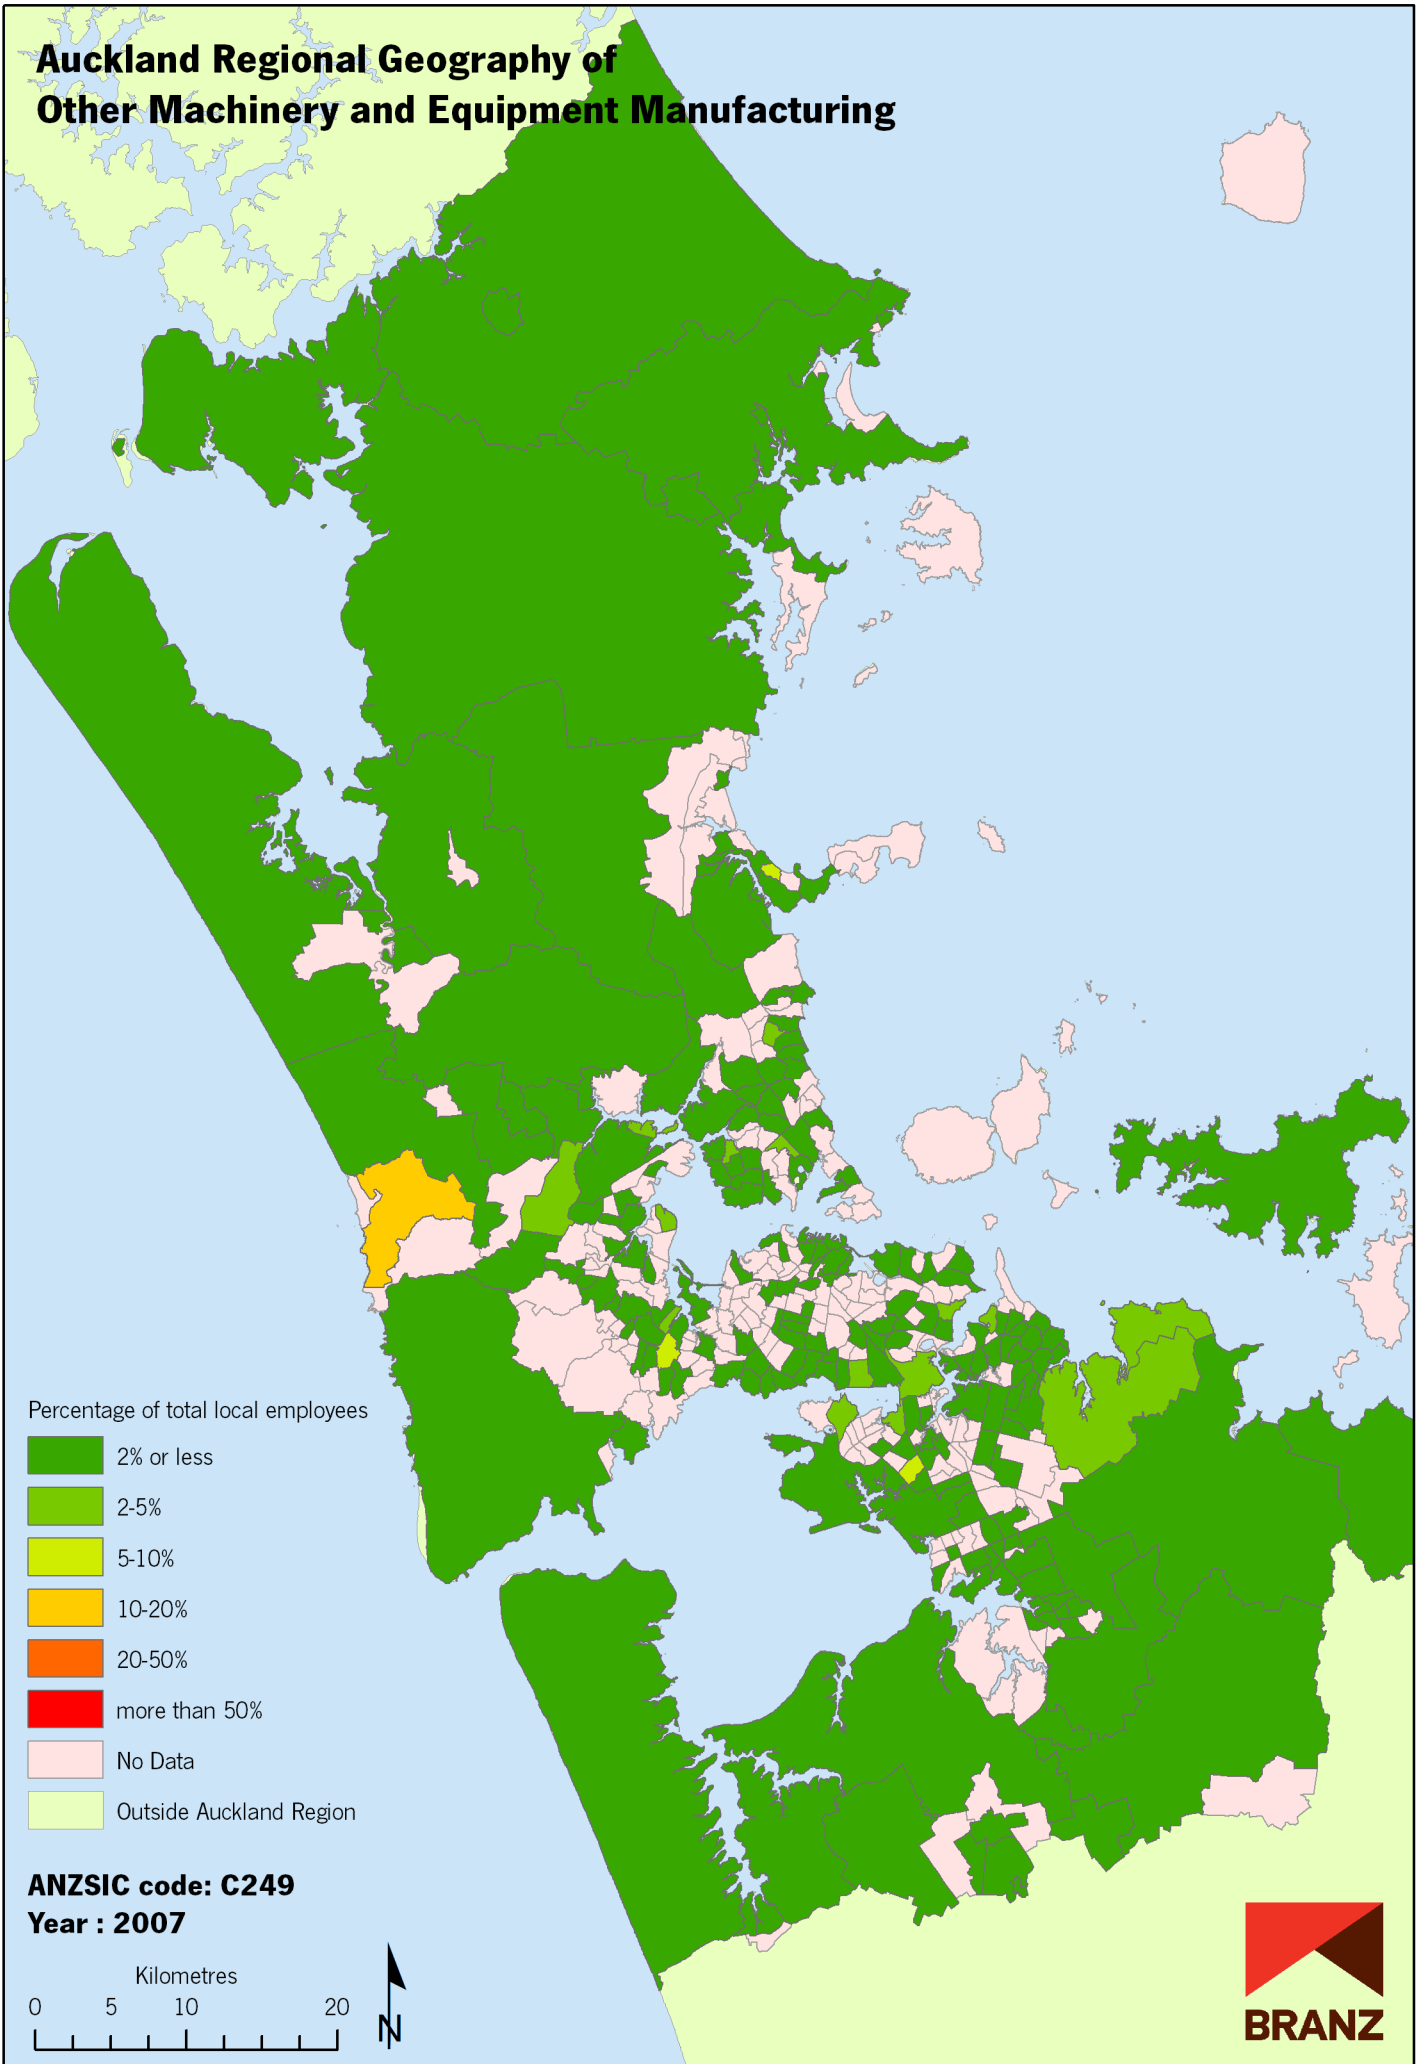 Auckland Regional Geography of
Other Machinery and Equipment Manufacturing
Percentage of total local employees
2% or less
2-5%
5-10%
10-20%
20-50%
more than 50%
No Data
Outside Auckland Region
ANZSIC code: C249
Year : 2007
Kilometres
0 5 10 20
N
BRANZ